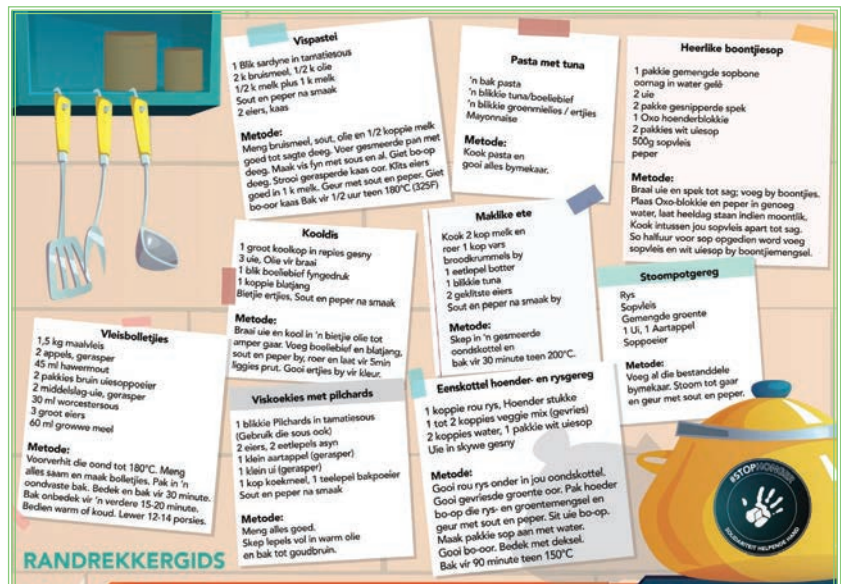 Vispastei
1 Blik sardyne in tamatiesous
2 k bruismeel, 1/2 k olie
1/2 k melk plus 1 k melk
Sout en peper na smaak
2 eiers, kaas
Metode:
Meng bruismeel, sout, olie en 1/2 koppie melk
goed tot sagte deeg. Voer gesmeerde pan met
deeg. Maak vis fyn met sous en al. Giet bo-op
deeg. Strooi gerasperde kaas oor. Klits eiers
goed in 1 k melk. Geur met sout en peper. Giet
bo-oor kaas Bak vir 1/2 uur teen 180°C (325F)
Pasta met tuna
'n bak pasta
'n blikkie tuna/boeliebief
'n blikkie groenmielies / ertjies
Mayonnaise
Metode:
Kook pasta en
gooi alles bymekaar.
Heerlike boontjiesop
1 pakkie gemengde sopbone
oornag in water gelê
2 uie
2 pakke gesnipperde spek
1 Oxo hoenderblokkie
2 pakkies wit uiesop
500g sopvleis
peper
Metode:
Braai uie en spek tot sag; voeg by boontjies.
Plaas Oxo-blokkie en peper in genoeg
water, laat heeldag staan indien moontlik.
Kook intussen jou sopvleis apart tot sag.
So halfuur voor sop opgedien word voeg
sopvleis en wit uiesop by boontjiemengsel.
Kooldis
1 groot koolkop in repies gesny
3 uie, Olie vir braai
1 blik boeliebief fyngedruk
1 koppie blatjang
Bietjie ertjies, Sout en peper na smaak
Metode:
Braai uie en kool in 'n bietjie olie tot
amper gaar. Voeg boeliebief en blatjang,
sout en peper by, roer en laat vir 5min
liggies prut. Gooi ertjies by vir kleur.
Maklike ete
Kook 2 kop melk en
roer 1 kop vars
broodkrummels by
1 eetlepel botter
1 blikkie tuna
2 geklitste eiers
Sout en peper na smaak by
Metode:
Skep in 'n gesmeerde
oondskottel en
bak vir 30 minute teen 200°C.
Stoompotgereg
Rys
Sopvleis
Gemengde groente
1 Ui, 1 Aartappel
Soppoeier
Metode:
Voeg al die bestanddele
bymekaar. Stoom tot gaar
en geur met sout en peper.
Vleisbolletjies
1,5 kg maalvleis
2 appels, gerasper
45 ml hawermout
2 pakkies bruin uiesoppoeier
2 middelslag-uie, gerasper
30 ml worcestersous
3 groot eiers
60 ml growwe meel
Metode:
Voorverhit die oond tot 180°C. Meng
alles saam en maak bolletjies. Pak in 'n
oondvaste bak. Bedek en bak vir 30 minute.
Bak onbedek vir 'n verdere 15-20 minute.
Bedien warm of koud. Lewer 12-14 porsies.
Viskoekies met pilchards
1 blikkie Pilchards in tamatiesous
(Gebruik die sous ook)
2 eiers, 2 eetlepels asyn
1 klein aartappel (gerasper)
1 klein ui (gerasper)
1 kop koekmeel, 1 teelepel bakpoeier
Sout en peper na smaak
Metode:
Meng alles goed.
Skep lepels vol in warm olie
en bak tot goudbruin.
Eenskottel hoender- en rysgereg
1 koppie rou rys, Hoender stukke
1 tot 2 koppies veggie mix (gevries)
2 koppies water, 1 pakkie wit uiesop
Uie in skywe gesny
Metode:
Gooi rou rys onder in jou oondskottel.
Gooi gevriesde groente oor. Pak hoeder
bo-op die rys- en groentemengsel en
geur met sout en peper. Sit uie bo-op.
Maak pakkie sop aan met water.
Gooi bo-oor. Bedek met deksel.
Bak vir 90 minute teen 150°C
#STOPHONGER
SOLIDARITEIT HELPENDE HAND
RANDREKKERGIDS